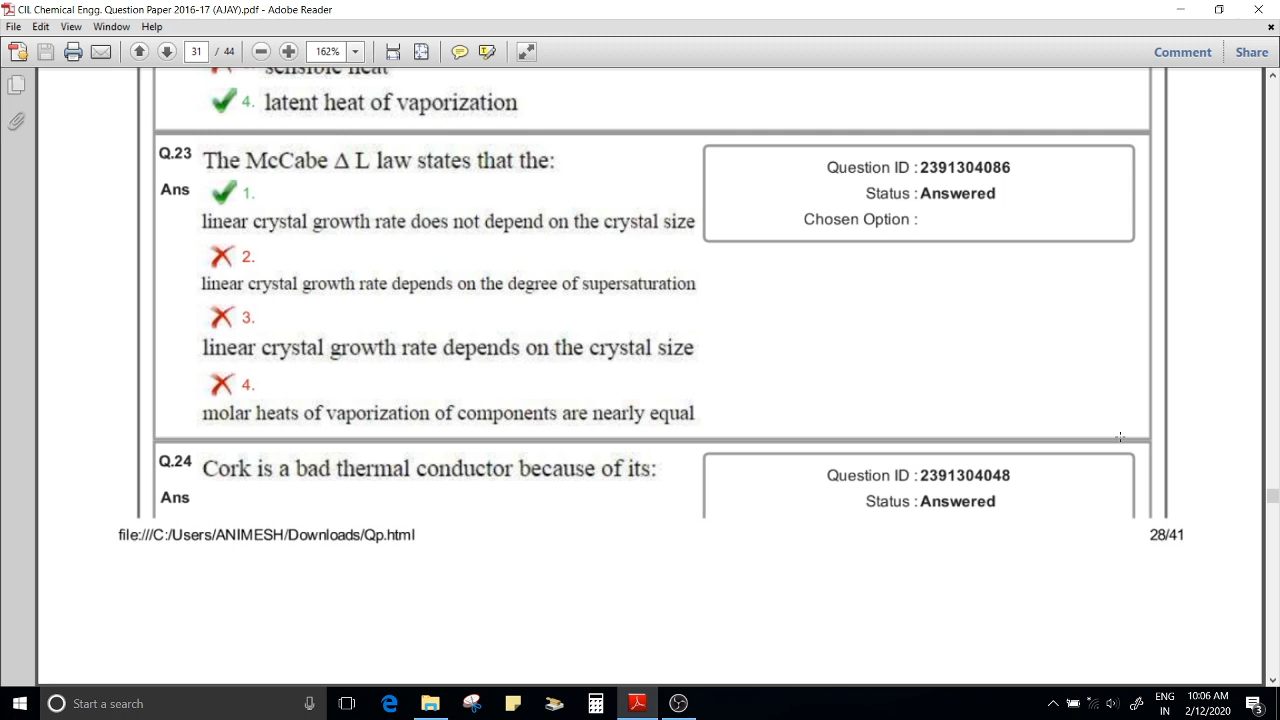 CIL Chemical Engg. Question Paper 2016-17 (AJAY).pdf - Adobe Reader
File Edit View Window Help
31 / 44 162% Comment Share
sensible heat
4. latent heat of vaporization
Q.23 The McCabe Δ L law states that the:
Question ID : 2391304086
Ans 1.
Status : Answered
linear crystal growth rate does not depend on the crystal size
Chosen Option :
2.
linear crystal growth rate depends on the degree of supersaturation
3.
linear crystal growth rate depends on the crystal size
4.
molar heats of vaporization of components are nearly equal
Q.24 Cork is a bad thermal conductor because of its:
Question ID : 2391304048
Ans
Status : Answered
file:///C:/Users/ANIMESH/Downloads/Qp.html 28/41
Start a search
ENG 10:06 AM
IN 2/12/2020
3